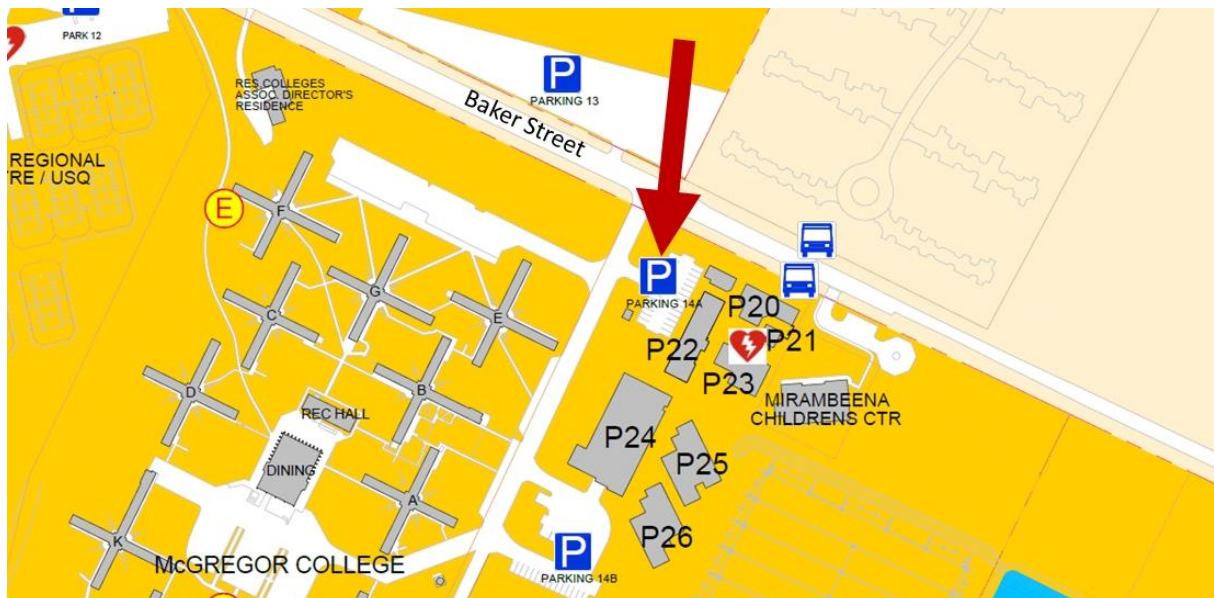 PARK 12
RES COLLEGES
ASSOC. DIRECTOR'S
RESIDENCE
P
PARKING 13
Baker Street
REGIONAL
TRE / USQ
E
F
G
C
E
D
B
REC HALL
DINING
A
K
McGREGOR COLLEGE
P
PARKING 14A
P20
P21
P22
P23
MIRAMBEENA
CHILDRENS CTR
P24
P25
P26
P
PARKING 14B